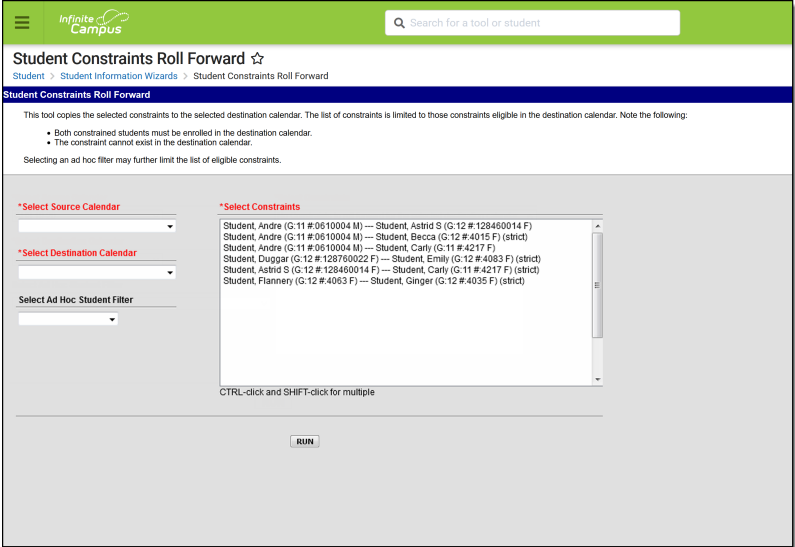 Infinite
Campus
Search for a tool or student
Student Constraints Roll Forward
Student > Student Information Wizards > Student Constraints Roll Forward
Student Constraints Roll Forward
This tool copies the selected constraints to the selected destination calendar. The list of constraints is limited to those constraints eligible in the destination calendar. Note the following:
• Both constrained students must be enrolled in the destination calendar.
• The constraint cannot exist in the destination calendar.
Selecting an ad hoc filter may further limit the list of eligible constraints.
*Select Source Calendar
*Select Destination Calendar
Select Ad Hoc Student Filter
*Select Constraints
Student, Andre (G:11 #:0610004 M) --- Student, Astrid S (G:12 #:128460014 F)
Student, Andre (G:11 #:0610004 M) --- Student, Becca (G:12 #:4015 F) (strict)
Student, Andre (G:11 #:0610004 M) --- Student, Carly (G:11 #:4217 F)
Student, Duggar (G:12 #:128760022 F) --- Student, Emily (G:12 #:4083 F) (strict)
Student, Astrid S (G:12 #:128460014 F) --- Student, Carly (G:11 #:4217 F) (strict)
Student, Flannery (G:12 #:4063 F) --- Student, Ginger (G:12 #:4035 F) (strict)
CTRL-click and SHIFT-click for multiple
RUN